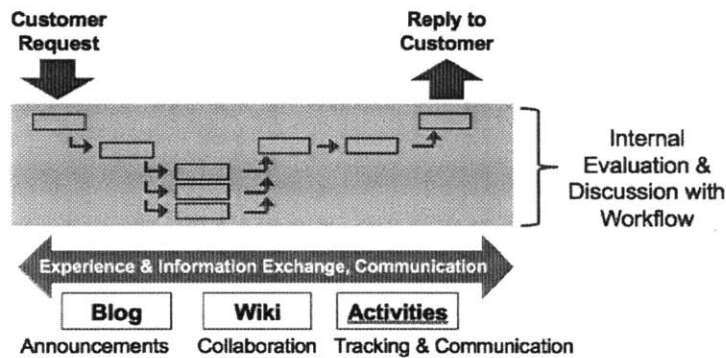 Customer
Request
Reply to
Customer
Internal
Evaluation &
Discussion with
Workflow
Experience & Information Exchange, Communication
Blog
Wiki
Activities
Announcements
Collaboration
Tracking & Communication